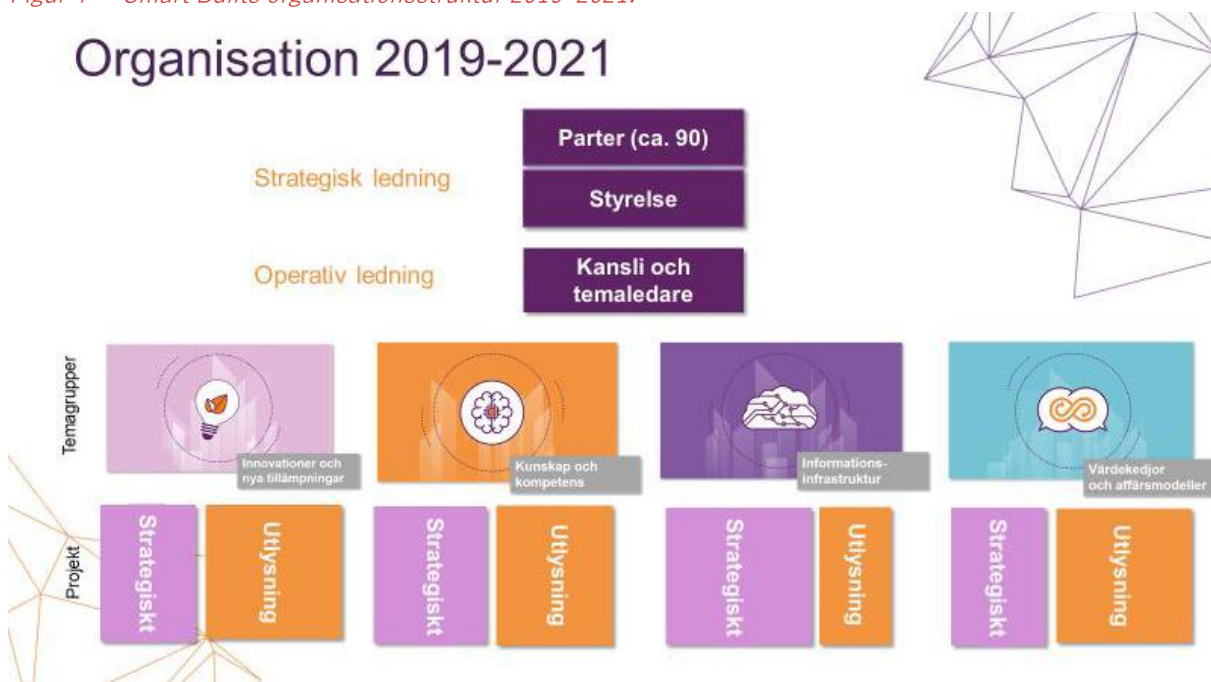 Organisation 2019-2021
Parter (ca. 90)
Strategisk ledning
Styrelse
Operativ ledning
Kansli och
temaledare
Temagrupper
Innovationer och
nya tillämpningar
Kunskap och
kompetens
Informations-
infrastruktur
Värdekedjor
och affärsmodeller
Projekt
Strategiskt
Utlysning
Strategiskt
Utlysning
Strategiskt
Utlysning
Strategiskt
Utlysning